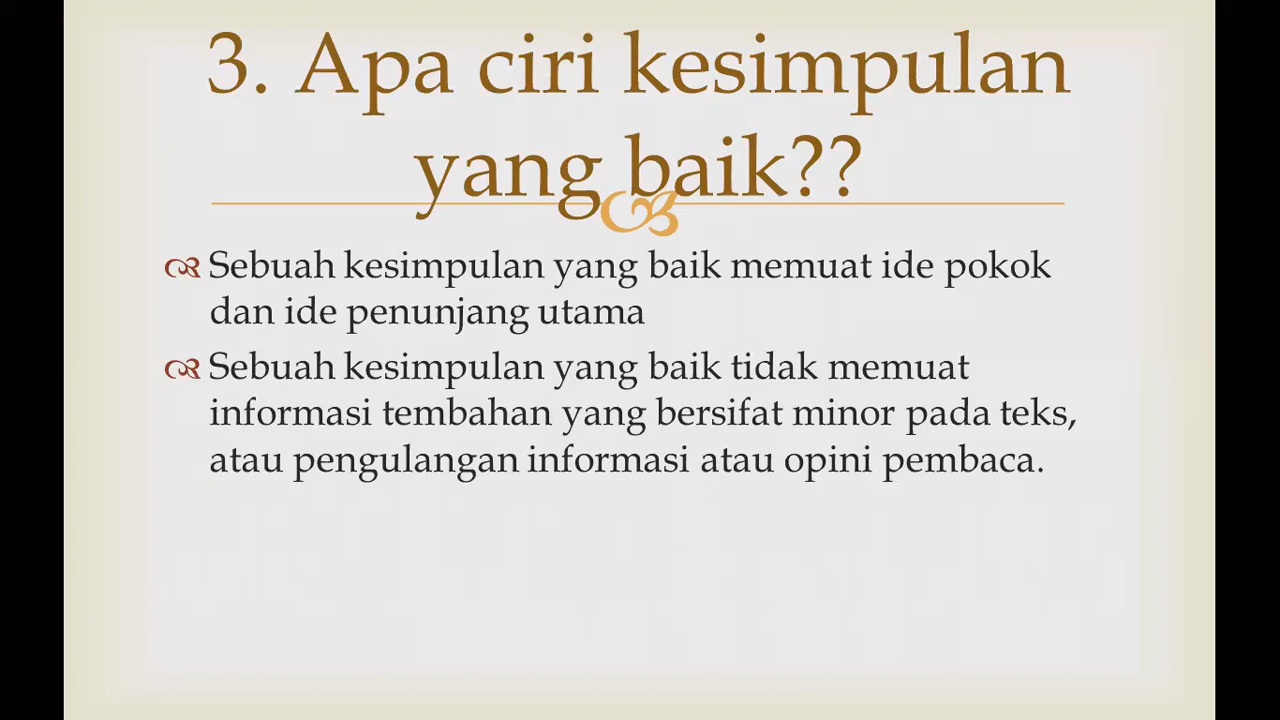 3. Apa ciri kesimpulan
yang baik??
Sebuah kesimpulan yang baik memuat ide pokok
dan ide penunjang utama
Sebuah kesimpulan yang baik tidak memuat
informasi tembahan yang bersifat minor pada teks,
atau pengulangan informasi atau opini pembaca.